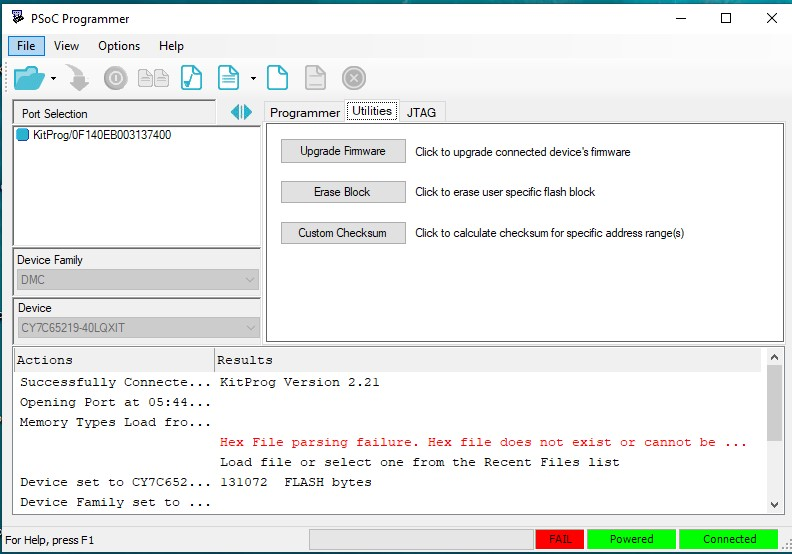 PSoC Programmer
File View Options Help
Port Selection
Programmer Utilities JTAG
KitProg/0F140EB003137400
Upgrade Firmware Click to upgrade connected device's firmware
Erase Block Click to erase user specific flash block
Custom Checksum Click to calculate checksum for specific address range(s)
Device Family
DMC
Device
CY7C65219-40LQXIT
Actions Results
Successfully Connecte... KitProg Version 2.21
Opening Port at 05:44...
Memory Types Load fro...
Hex File parsing failure. Hex file does not exist or cannot be ...
Load file or select one from the Recent Files list
Device set to CY7C652... 131072 FLASH bytes
Device Family set to ...
For Help, press F1 FAIL Powered Connected